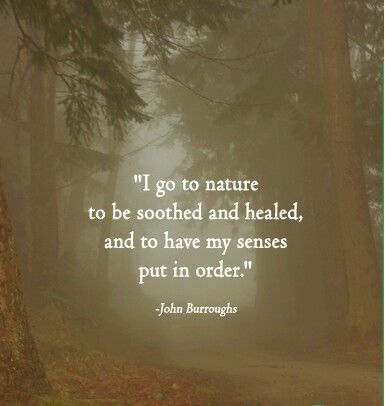 "I go to nature
to be soothed and healed,
and to have my senses
put in order."
-John Burroughs